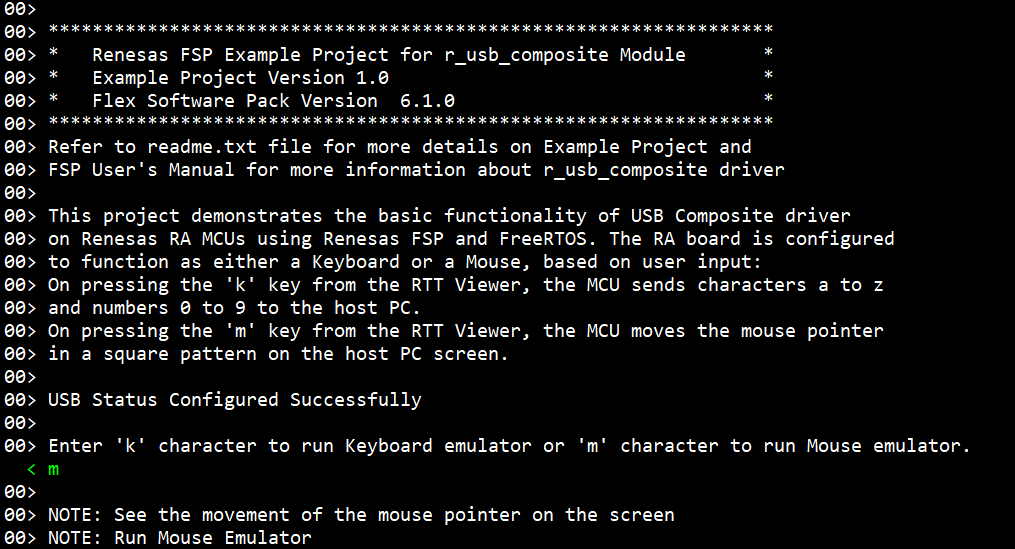 00>
00> ******************************************************************
00> *   Renesas FSP Example Project for r_usb_composite Module       *
00> *   Example Project Version 1.0                                  *
00> *   Flex Software Pack Version  6.1.0                            *
00> ******************************************************************
00> Refer to readme.txt file for more details on Example Project and
00> FSP User's Manual for more information about r_usb_composite driver
00>
00> This project demonstrates the basic functionality of USB Composite driver
00> on Renesas RA MCUs using Renesas FSP and FreeRTOS. The RA board is configured
00> to function as either a Keyboard or a Mouse, based on user input:
00> On pressing the 'k' key from the RTT Viewer, the MCU sends characters a to z
00> and numbers 0 to 9 to the host PC.
00> On pressing the 'm' key from the RTT Viewer, the MCU moves the mouse pointer
00> in a square pattern on the host PC screen.
00>
00> USB Status Configured Successfully
00>
00> Enter 'k' character to run Keyboard emulator or 'm' character to run Mouse emulator.
  < m
00>
00> NOTE: See the movement of the mouse pointer on the screen
00> NOTE: Run Mouse Emulator